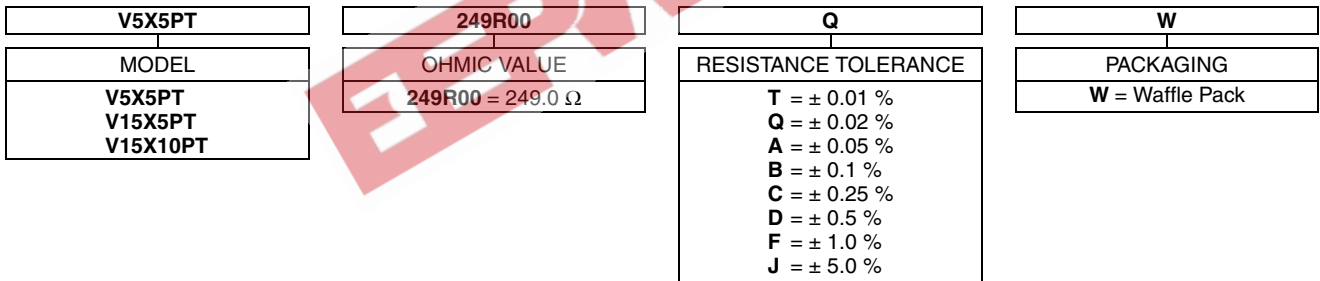 V5X5PT
249R00
Q
W
MODEL
OHMIC VALUE
RESISTANCE TOLERANCE
PACKAGING
V5X5PT
V15X5PT
V15X10PT
249R00 = 249.0 Ω
T = ± 0.01 %
Q = ± 0.02 %
A = ± 0.05 %
B = ± 0.1 %
C = ± 0.25 %
D = ± 0.5 %
F = ± 1.0 %
J = ± 5.0 %
W = Waffle Pack